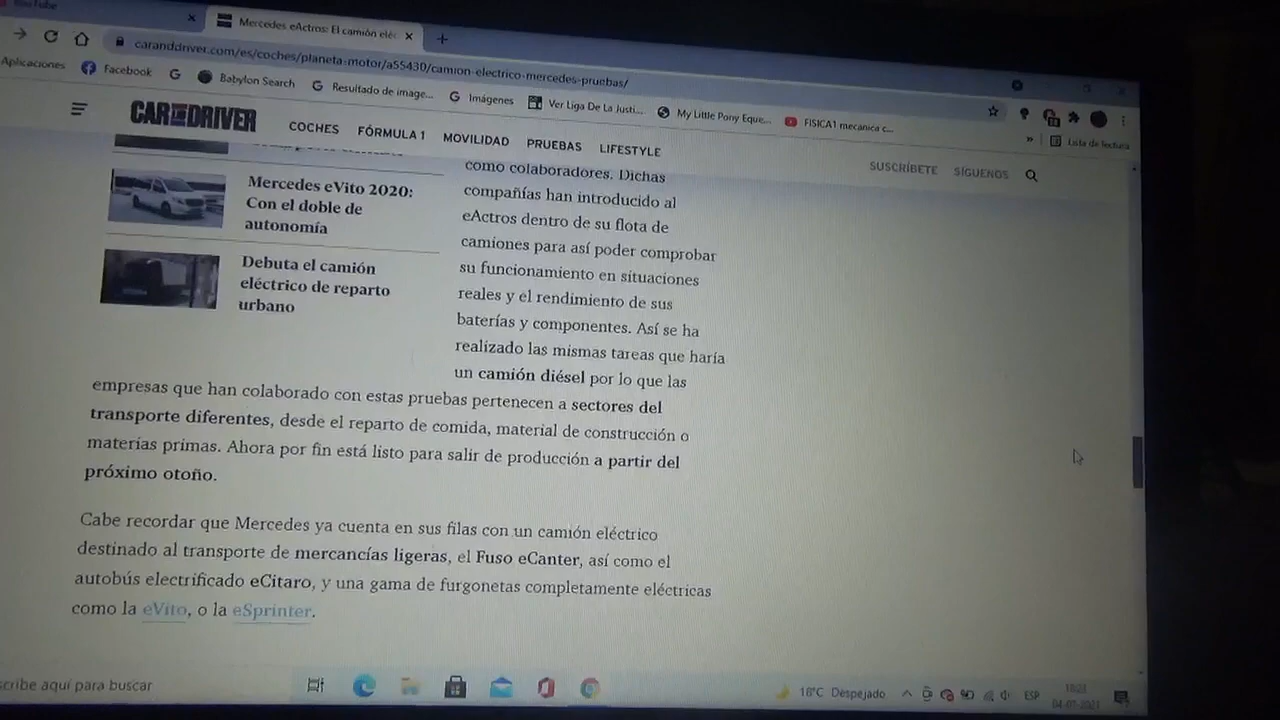 YouTube
Mercedes eActros: El camión eléc
caranddriver.com/es/coches/planeta-motor/a55430/camion-electrico-mercedes-pruebas/
Aplicaciones
Facebook
Babylon Search
Resultado de image...
Imágenes
Ver Liga De La Justi...
My Little Pony Eque...
FISICA1 mecanica c...
»
Lista de lectura
CAR AND DRIVER
COCHES
FÓRMULA 1
MOVILIDAD
PRUEBAS
LIFESTYLE
SUSCRÍBETE
SÍGUENOS
Mercedes eVito 2020:
Con el doble de
autonomía
Debuta el camión
eléctrico de reparto
urbano
como colaboradores. Dichas
compañías han introducido al
eActros dentro de su flota de
camiones para así poder comprobar
su funcionamiento en situaciones
reales y el rendimiento de sus
baterías y componentes. Así se ha
realizado las mismas tareas que haría
un camión diésel por lo que las
empresas que han colaborado con estas pruebas pertenecen a sectores del
transporte diferentes, desde el reparto de comida, material de construcción o
materias primas. Ahora por fin está listo para salir de producción a partir del
próximo otoño.
Cabe recordar que Mercedes ya cuenta en sus filas con un camión eléctrico
destinado al transporte de mercancías ligeras, el Fuso eCanter, así como el
autobús electrificado eCitaro, y una gama de furgonetas completamente eléctricas
como la eVito, o la eSprinter.
scribe aquí para buscar
18°C Despejado
ESP